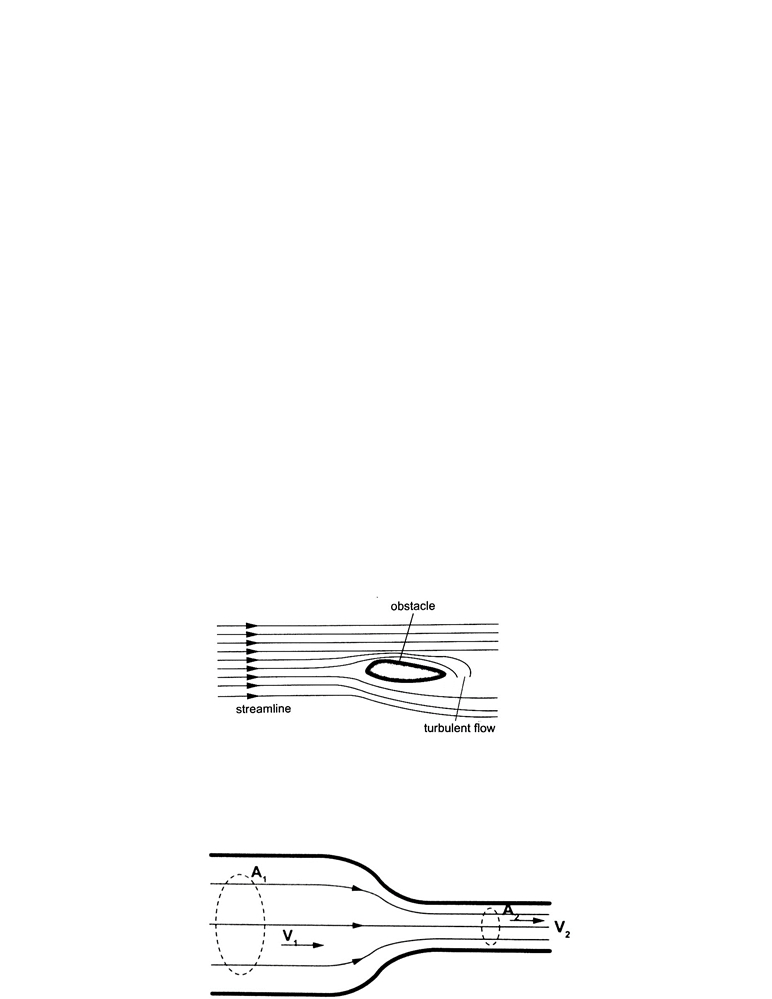 obstacle
streamline
turbulent flow
A1
A2
V1
V2